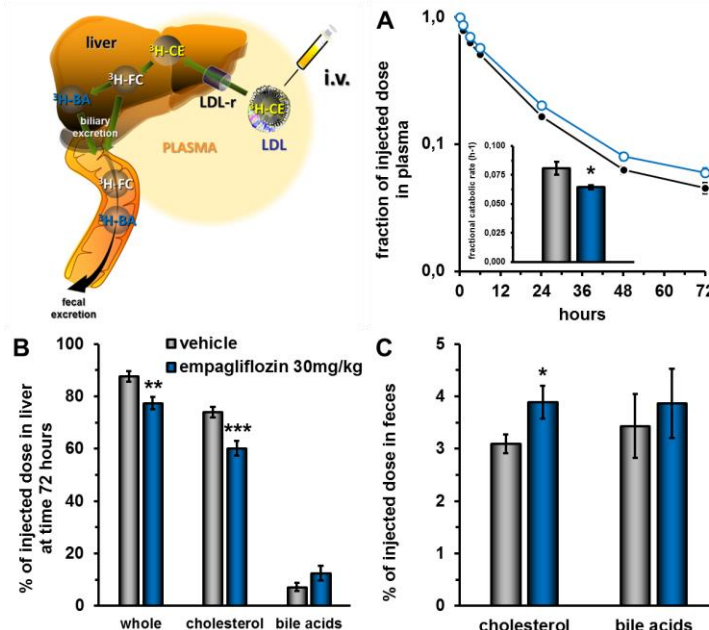 liver
³H-CE
³H-FC
³H-BA
LDL-r
i.v.
³H-CE
LDL
biliary
excretion
PLASMA
³H-FC
³H-BA
fecal
excretion
A
fraction of injected dose
in plasma
1,0
0,1
0,0
fractional catabolic rate (h-1)
0,100
0,075
0,050
0,025
0,000
*
0 12 24 36 48 60 72
hours
B
% of injected dose in liver
at time 72 hours
100
80
60
40
20
0
vehicle
empagliflozin 30mg/kg
**
***
whole cholesterol bile acids
C
% of injected dose in feces
5
4
3
2
1
0
*
cholesterol bile acids